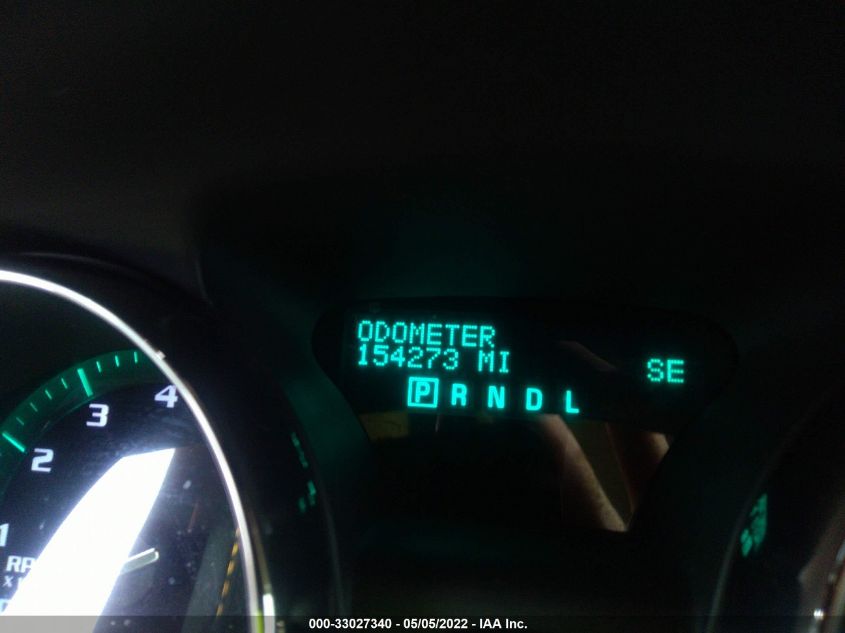 ODOMETER
154273 MI
SE
P R N D L
4
3
2
1
000-33027340 - 05/05/2022 - IAA Inc.